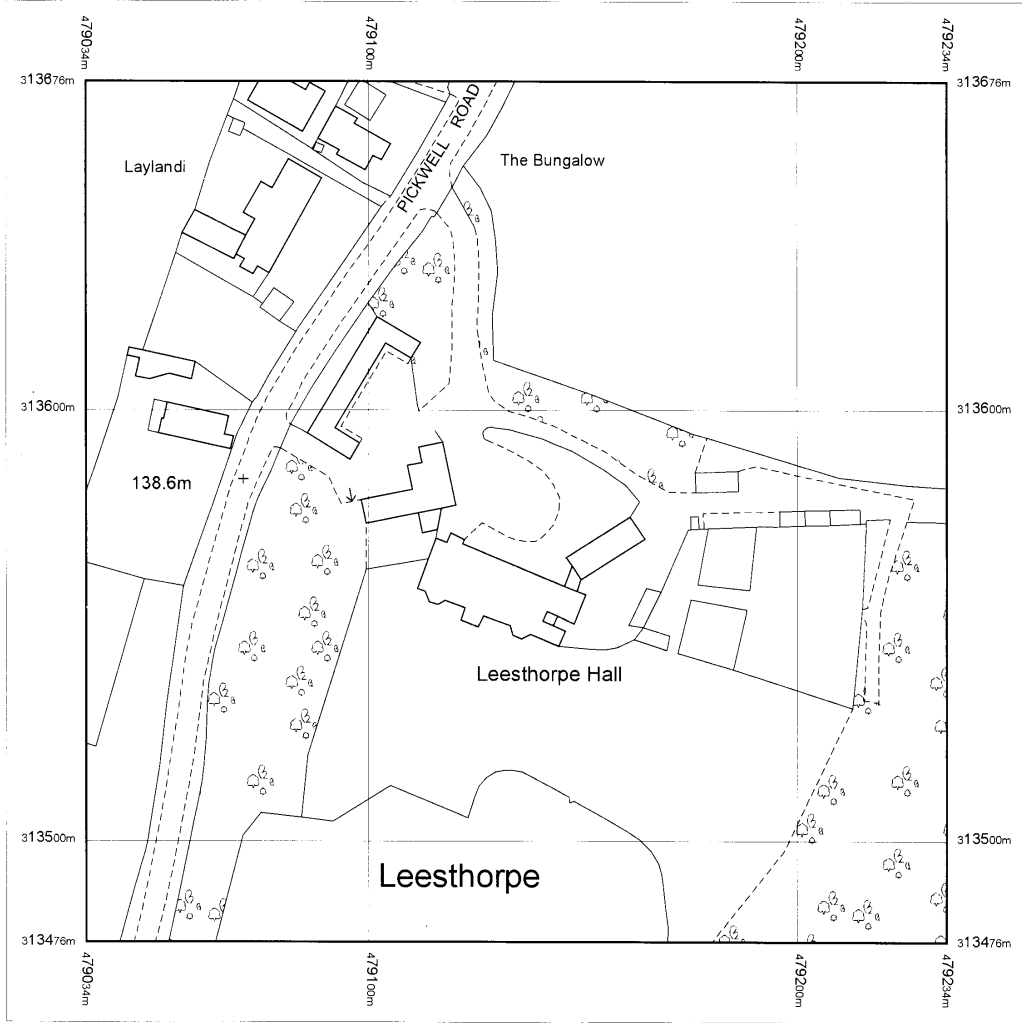 479034m
479100m
479200m
479234m
313676m
313676m
PICKWELL ROAD
Laylandi
The Bungalow
313600m
313600m
138.6m
Leesthorpe Hall
313500m
313500m
Leesthorpe
313476m
313476m
479034m
479100m
479200m
479234m